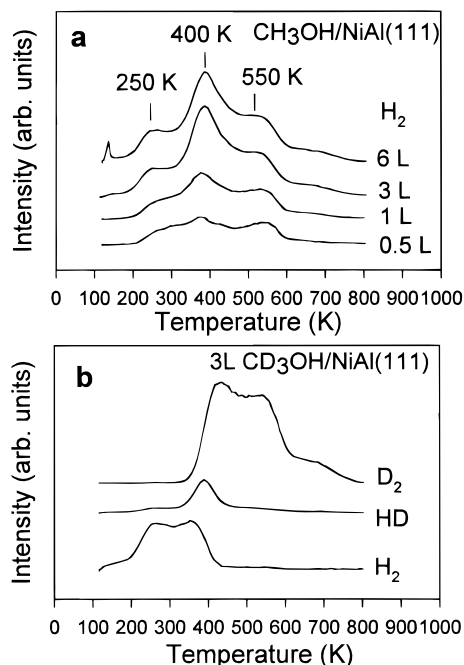 a
CH3OH/NiAl(111)
400 K
250 K
550 K
H2
6 L
3 L
1 L
0.5 L
Intensity (arb. units)
0 100 200 300 400 500 600 700 800 900 1000
Temperature (K)
b
3L CD3OH/NiAl(111)
D2
HD
H2
Intensity (arb. units)
0 100 200 300 400 500 600 700 800 900 1000
Temperature (K)